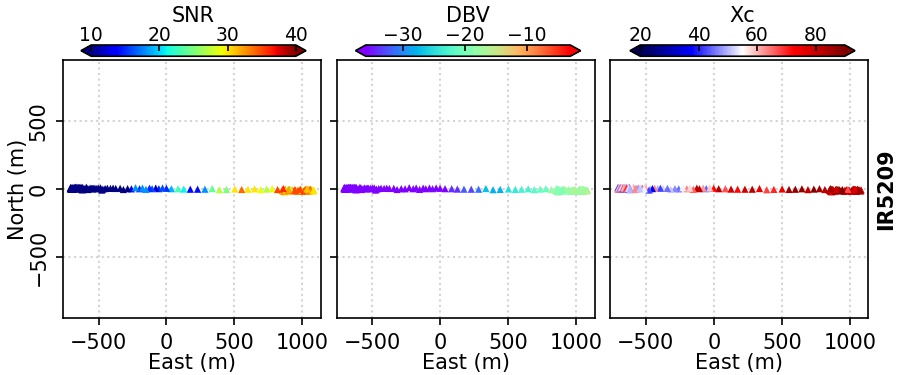 SNR DBV Xc
10 20 30 40 −30 −20 −10 20 40 60 80
500
0
−500
North (m)
IR5209
−500 0 500 1000 −500 0 500 1000 −500 0 500 1000
East (m) East (m) East (m)